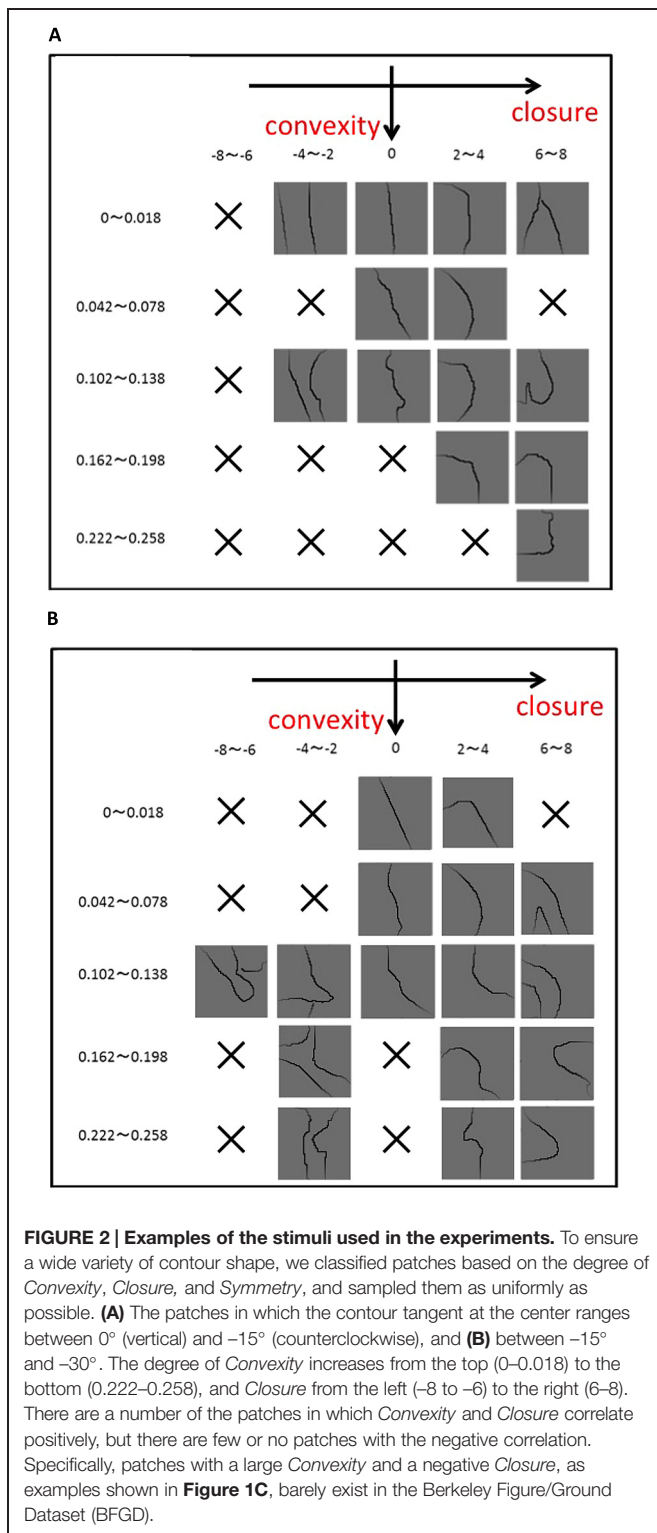 A
closure
convexity
-8~-6 -4~-2 0 2~4 6~8
0~0.018
0.042~0.078
0.102~0.138
0.162~0.198
0.222~0.258
B
closure
convexity
-8~-6 -4~-2 0 2~4 6~8
0~0.018
0.042~0.078
0.102~0.138
0.162~0.198
0.222~0.258
FIGURE 2 | Examples of the stimuli used in the experiments. To ensure
a wide variety of contour shape, we classified patches based on the degree of
Convexity, Closure, and Symmetry, and sampled them as uniformly as
possible. (A) The patches in which the contour tangent at the center ranges
between 0° (vertical) and –15° (counterclockwise), and (B) between –15°
and –30°. The degree of Convexity increases from the top (0–0.018) to the
bottom (0.222–0.258), and Closure from the left (–8 to –6) to the right (6–8).
There are a number of the patches in which Convexity and Closure correlate
positively, but there are few or no patches with the negative correlation.
Specifically, patches with a large Convexity and a negative Closure, as
examples shown in Figure 1C, barely exist in the Berkeley Figure/Ground
Dataset (BFGD).